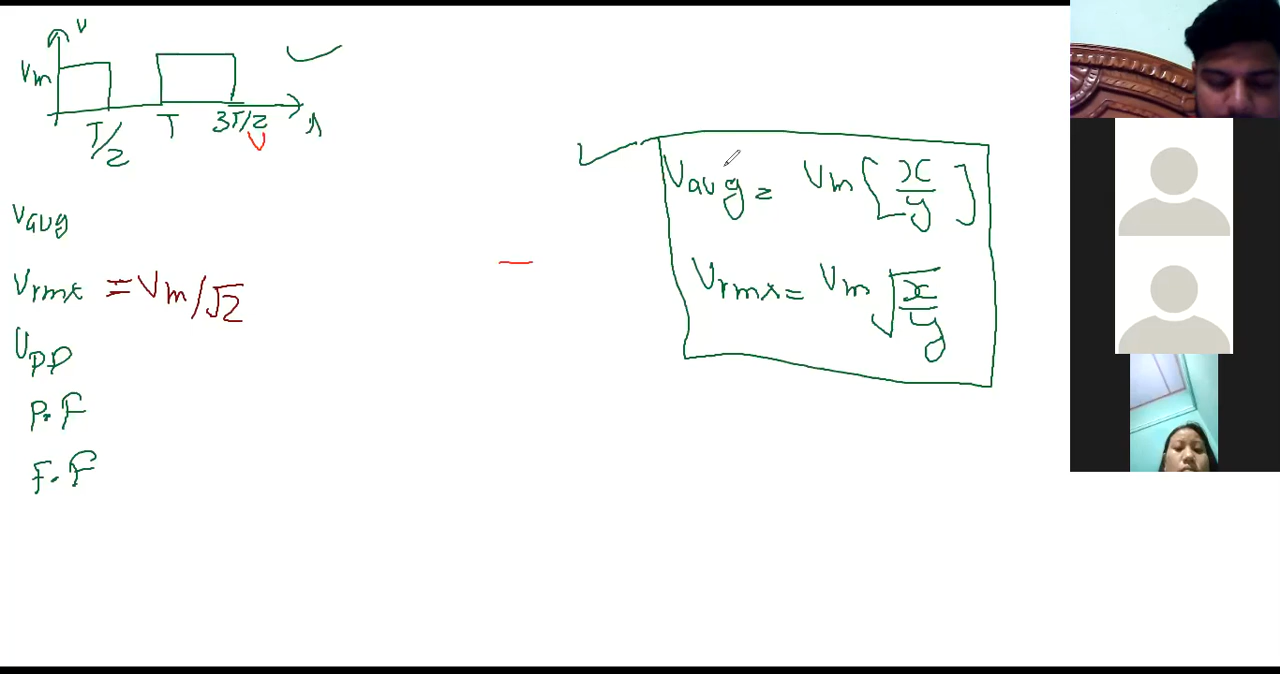 V
Vm
T/2 T 3T/2
V
Vavg
Vrms = Vm/√2
Vpp
P.F
F.F
Vavg = Vm [x/y]
Vrms = Vm √x/y